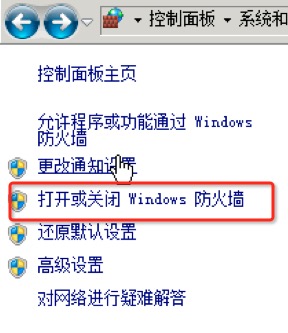 控制面板 系统和
控制面板主页
允许程序或功能通过 Windows
防火墙
更改通知设置
打开或关闭 Windows 防火墙
还原默认设置
高级设置
对网络进行疑难解答